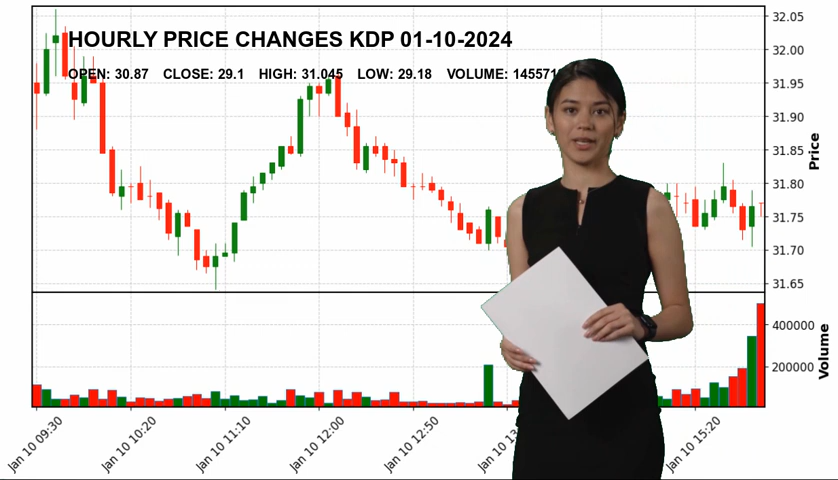 HOURLY PRICE CHANGES KDP 01-10-2024
OPEN: 30.87 CLOSE: 29.1 HIGH: 31.045 LOW: 29.18 VOLUME: 145571
32.05
32.00
31.95
31.90
31.85
31.80
31.75
31.70
31.65
Price
400000
200000
Volume
Jan 10 09:30
Jan 10 10:20
Jan 10 11:10
Jan 10 12:00
Jan 10 12:50
Jan 10 13:
Jan 10 15:20